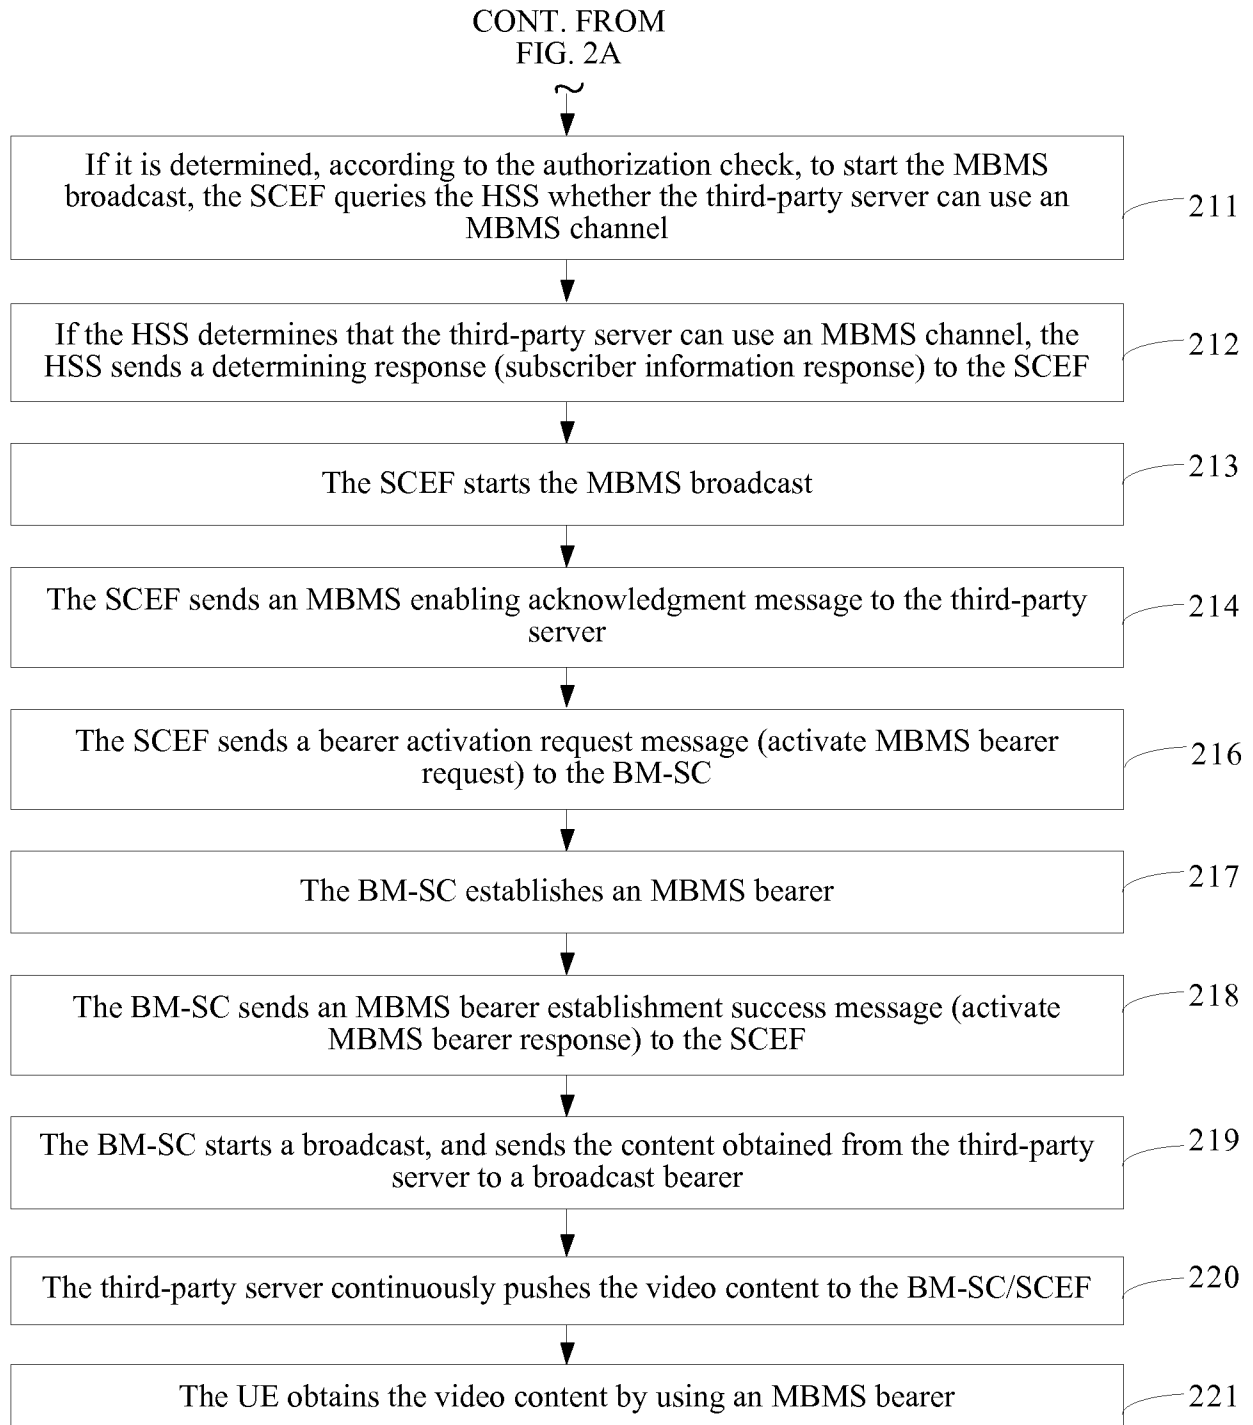 CONT. FROM
FIG. 2A
If it is determined, according to the authorization check, to start the MBMS
broadcast, the SCEF queries the HSS whether the third-party server can use an
MBMS channel
211
If the HSS determines that the third-party server can use an MBMS channel, the
HSS sends a determining response (subscriber information response) to the SCEF
212
The SCEF starts the MBMS broadcast
213
The SCEF sends an MBMS enabling acknowledgment message to the third-party
server
214
The SCEF sends a bearer activation request message (activate MBMS bearer
request) to the BM-SC
216
The BM-SC establishes an MBMS bearer
217
The BM-SC sends an MBMS bearer establishment success message (activate
MBMS bearer response) to the SCEF
218
The BM-SC starts a broadcast, and sends the content obtained from the third-party
server to a broadcast bearer
219
The third-party server continuously pushes the video content to the BM-SC/SCEF
220
The UE obtains the video content by using an MBMS bearer
221